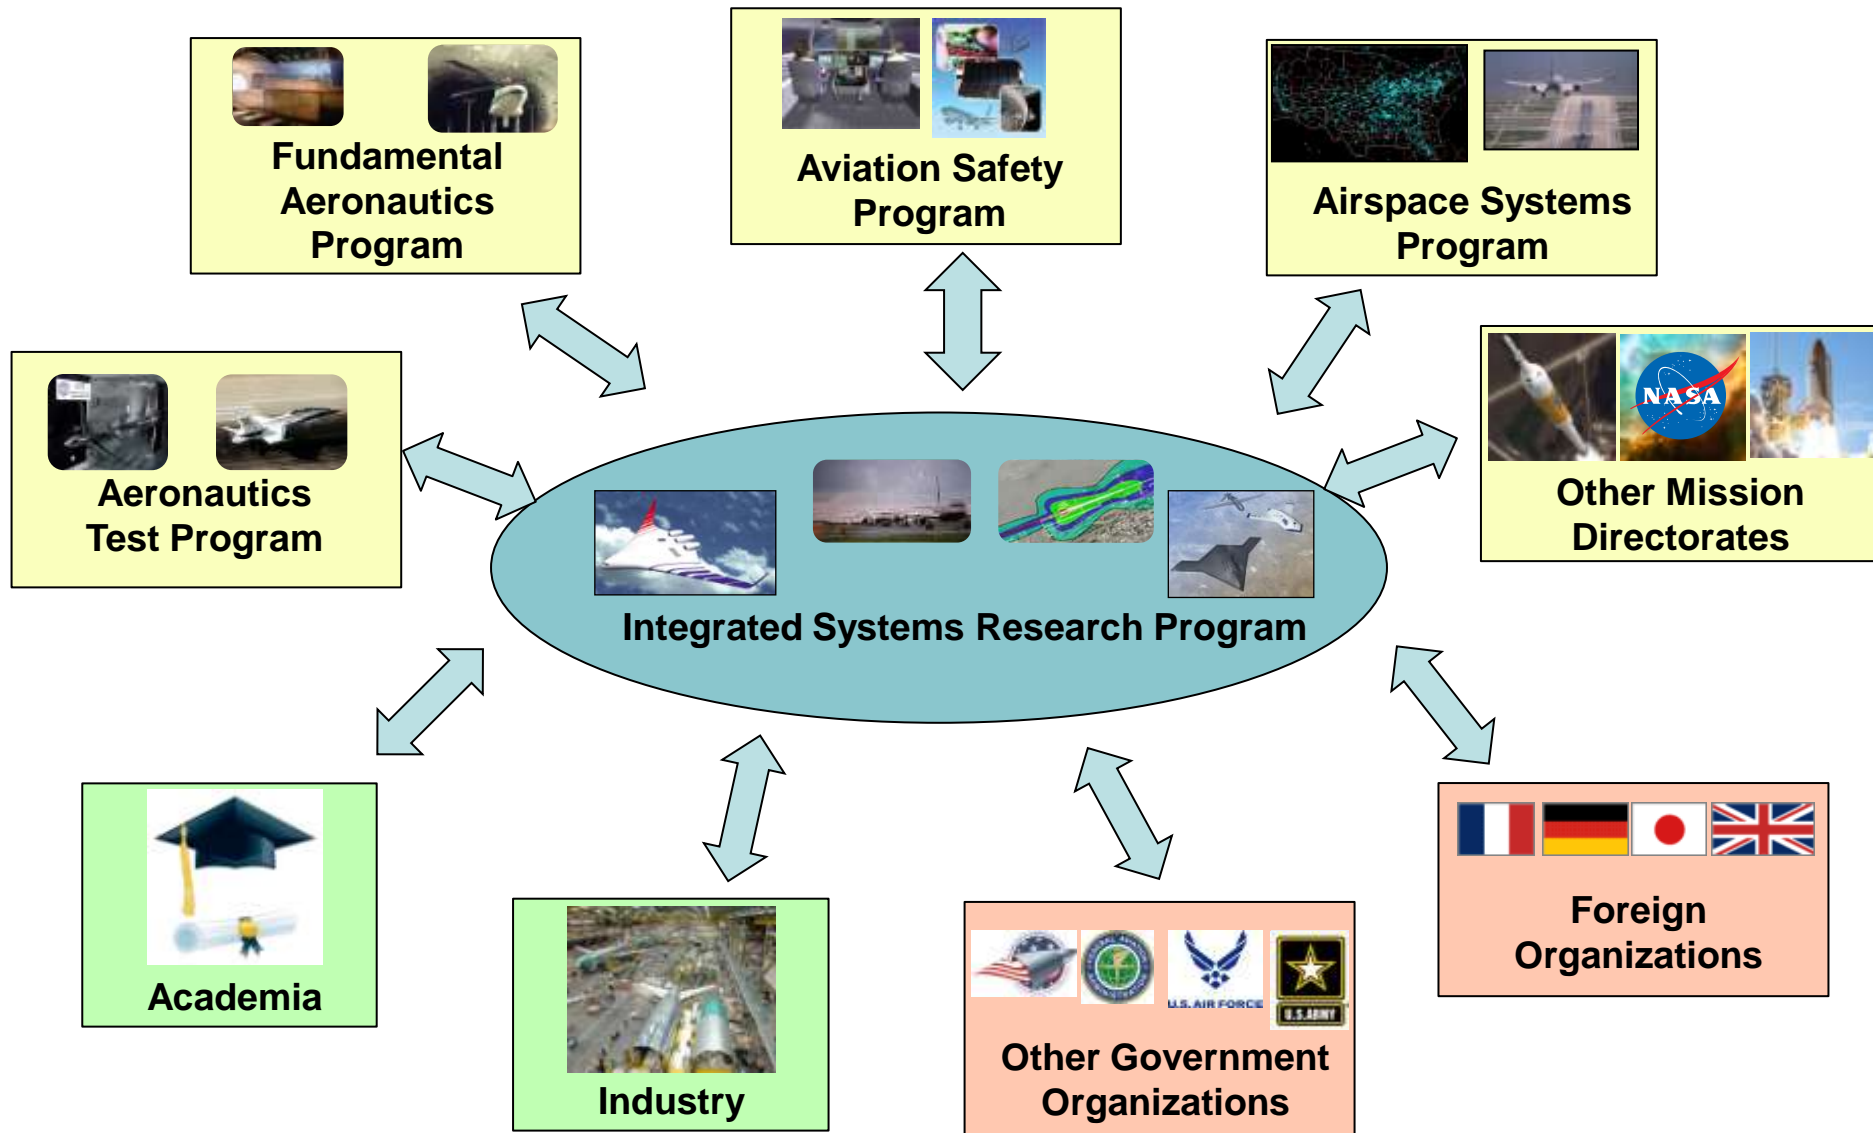 Fundamental
Aeronautics
Program
Aviation Safety
Program
Airspace Systems
Program
Aeronautics
Test Program
NASA
Other Mission
Directorates
Integrated Systems Research Program
Academia
Industry
U.S. AIR FORCE
U.S.ARMY
Other Government
Organizations
Foreign
Organizations